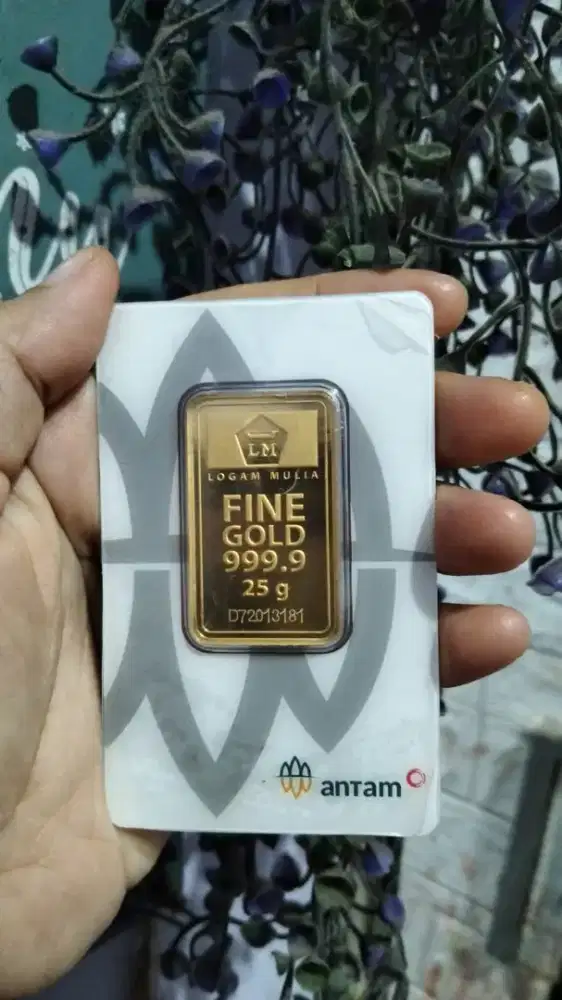 LM
LOGAM MULIA
FINE
GOLD
999.9
25 g
D72013181
antam